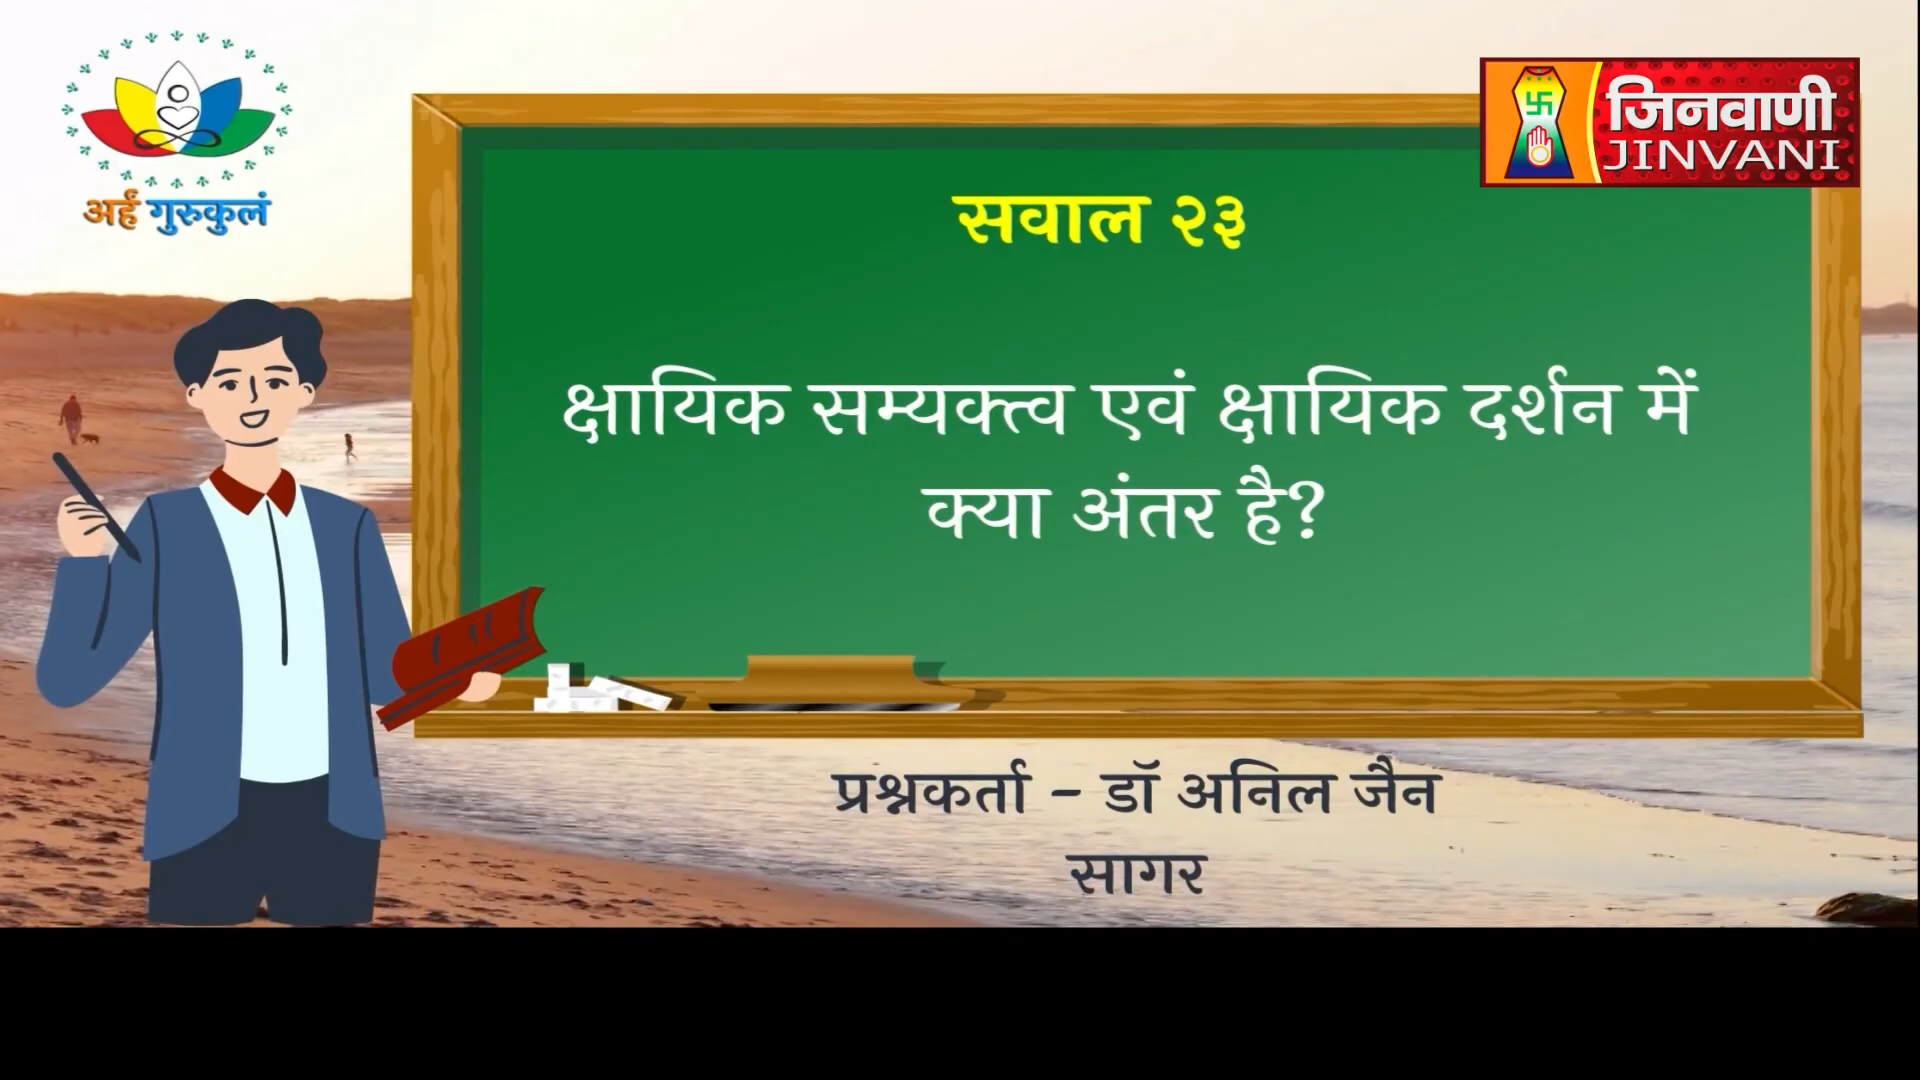 अर्हं गुरुकुलं
जिनवाणी
JINVANI
सवाल २३
क्षायिक सम्यक्त्व एवं क्षायिक दर्शन में
क्या अंतर है?
प्रश्नकर्ता - डॉ अनिल जैन
सागर